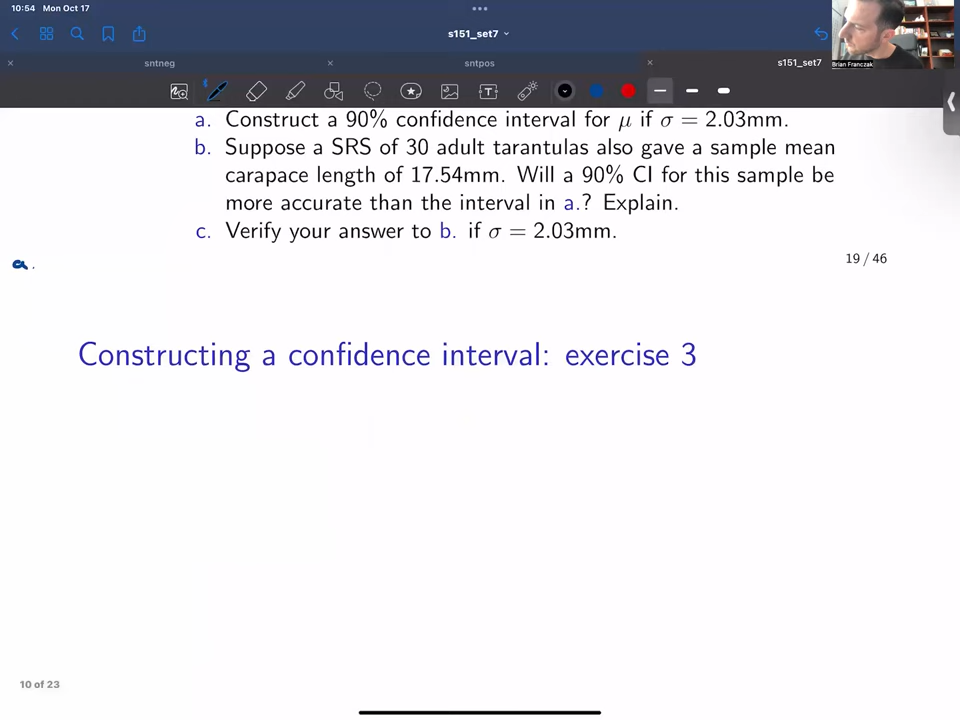 10:54 Mon Oct 17
s151_set7
sntneg
sntpos
s151_set7
Brian Franczak
T
a. Construct a 90% confidence interval for μ if σ = 2.03mm.
b. Suppose a SRS of 30 adult tarantulas also gave a sample mean
carapace length of 17.54mm. Will a 90% CI for this sample be
more accurate than the interval in a.? Explain.
c. Verify your answer to b. if σ = 2.03mm.
19 / 46
a.
Constructing a confidence interval: exercise 3
10 of 23